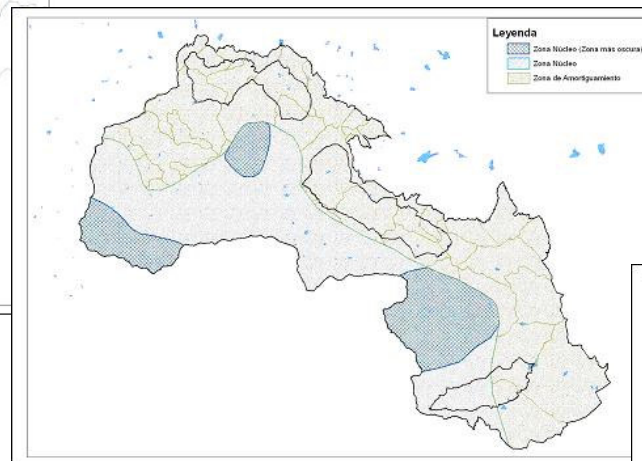 Leyenda
Zona Núcleo (Zona más oscura)
Zona Núcleo
Zona de Amortiguamiento